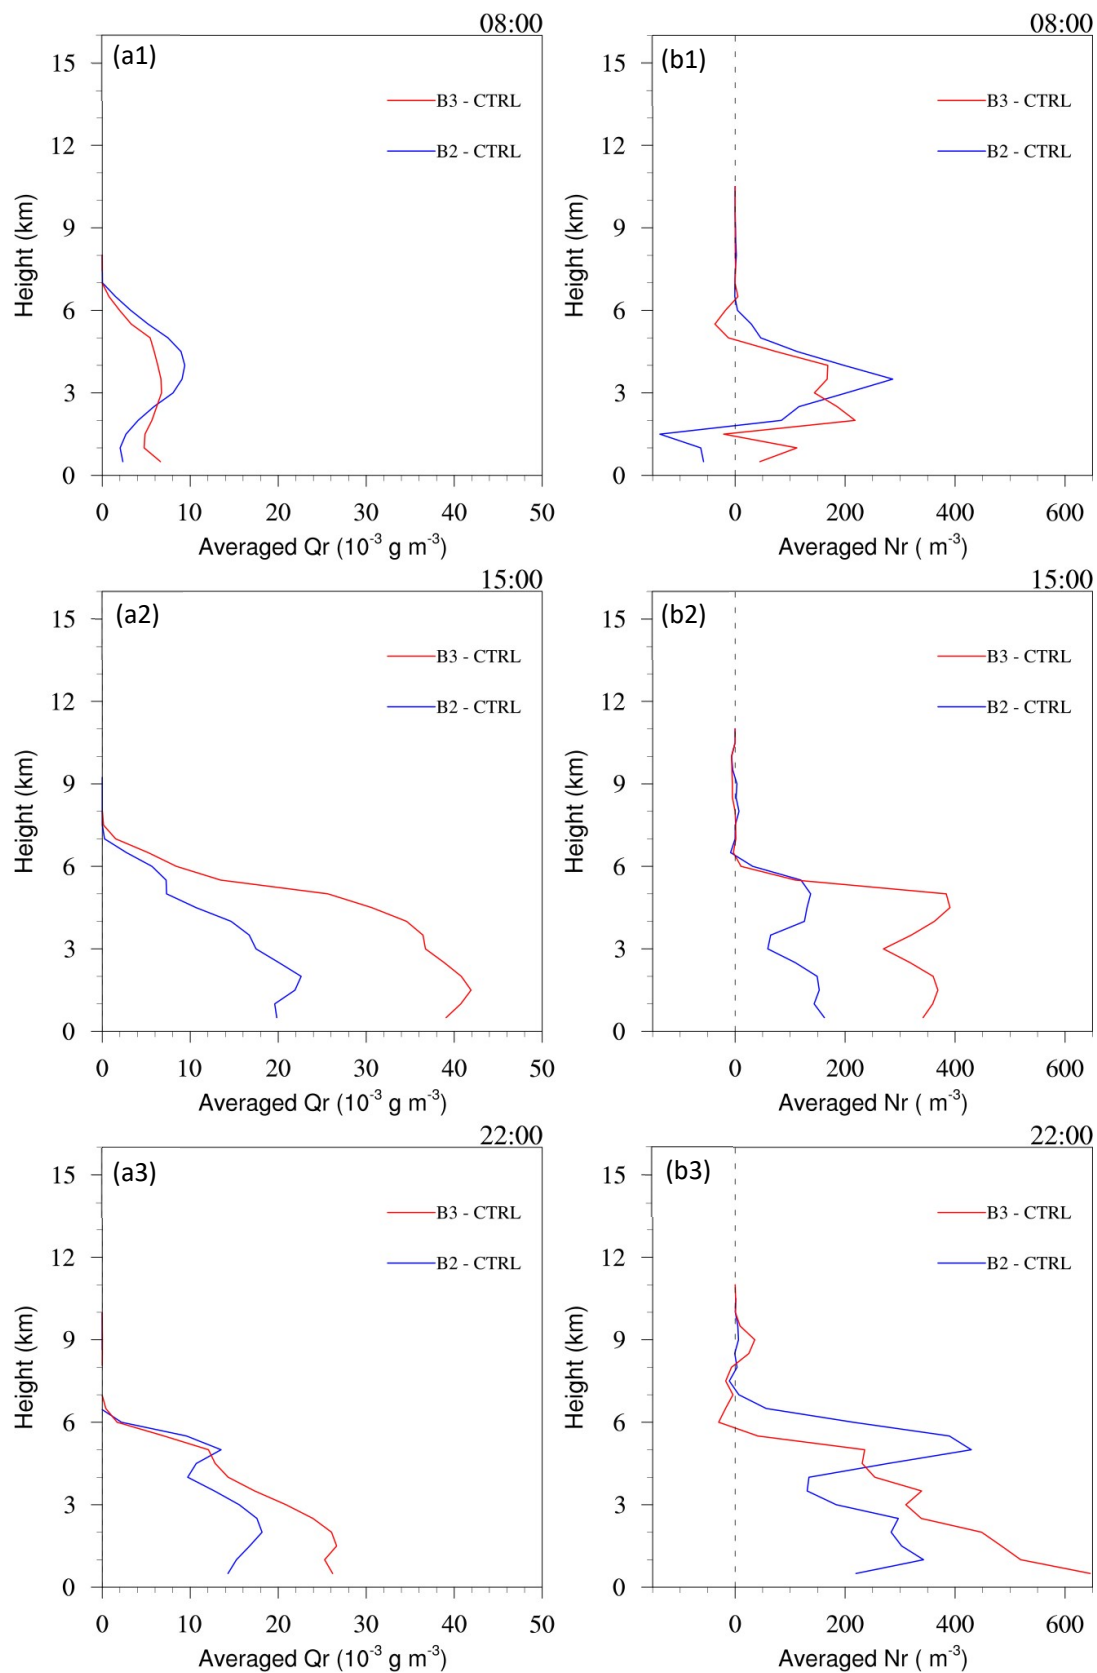 08:00
(a1)
15
12
9
6
3
0
Height (km)
B3 - CTRL
B2 - CTRL
0 10 20 30 40 50
Averaged Qr (10-3 g m-3)
08:00
(b1)
15
12
9
6
3
0
Height (km)
B3 - CTRL
B2 - CTRL
0 200 400 600
Averaged Nr ( m-3)
15:00
(a2)
15
12
9
6
3
0
Height (km)
B3 - CTRL
B2 - CTRL
0 10 20 30 40 50
Averaged Qr (10-3 g m-3)
15:00
(b2)
15
12
9
6
3
0
Height (km)
B3 - CTRL
B2 - CTRL
0 200 400 600
Averaged Nr ( m-3)
22:00
(a3)
15
12
9
6
3
0
Height (km)
B3 - CTRL
B2 - CTRL
0 10 20 30 40 50
Averaged Qr (10-3 g m-3)
22:00
(b3)
15
12
9
6
3
0
Height (km)
B3 - CTRL
B2 - CTRL
0 200 400 600
Averaged Nr ( m-3)